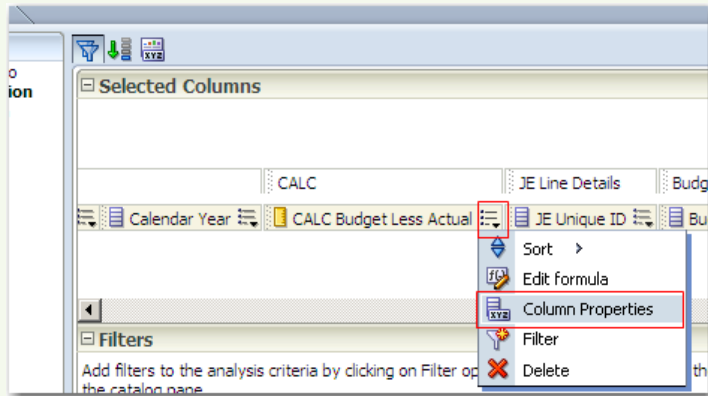 XYZ
o
ion
Selected Columns
CALC
JE Line Details
Budg
Calendar Year
CALC Budget Less Actual
JE Unique ID
Bu
Sort
f()
Edit formula
XYZ
Column Properties
Filter
Delete
Filters
Add filters to the analysis criteria by clicking on Filter op
th
the catalog pane